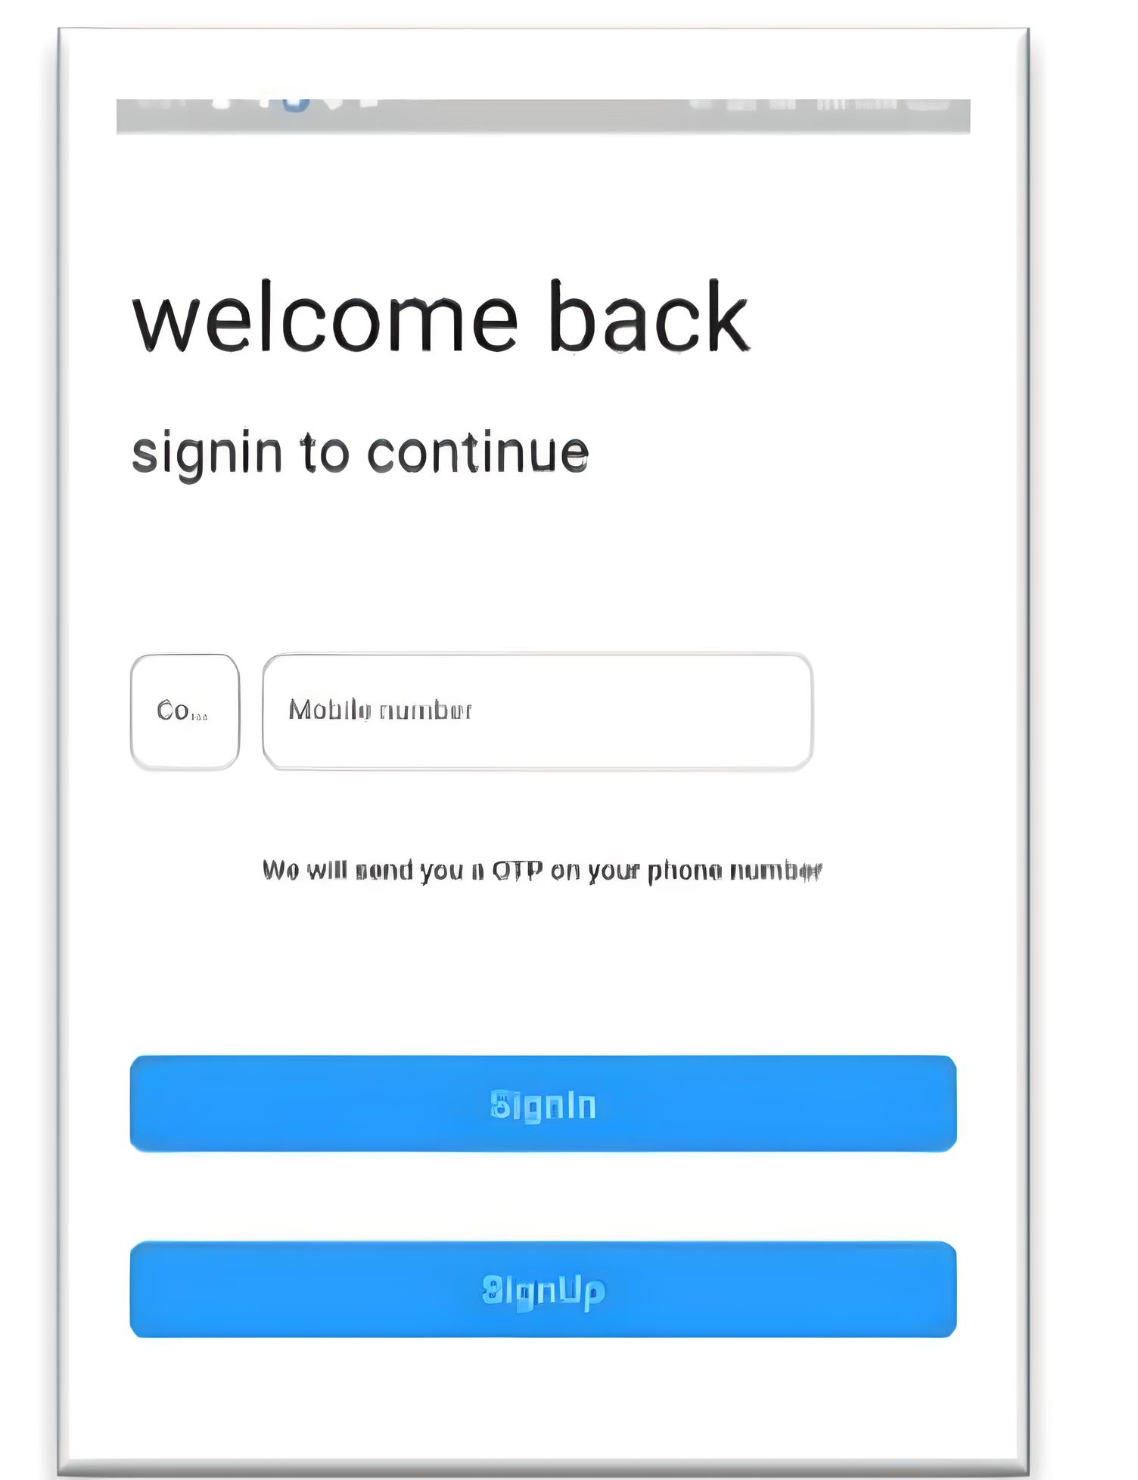 welcome back
signin to continue
Co...
Mobile number
We will send you a OTP on your phone number
SignIn
SignUp